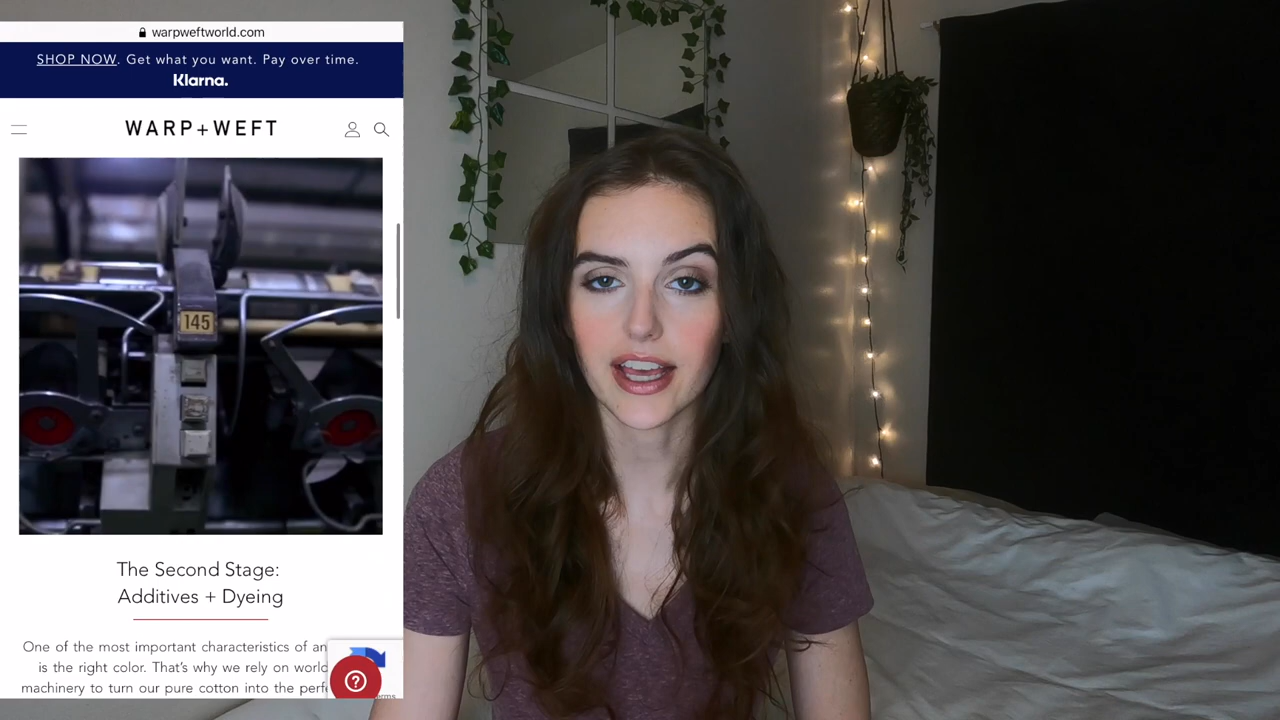 warpweftworld.com
SHOP NOW. Get what you want. Pay over time.
Klarna.
WARP+WEFT
145
The Second Stage:
Additives + Dyeing
One of the most important characteristics of an
is the right color. That's why we rely on world
machinery to turn our pure cotton into the